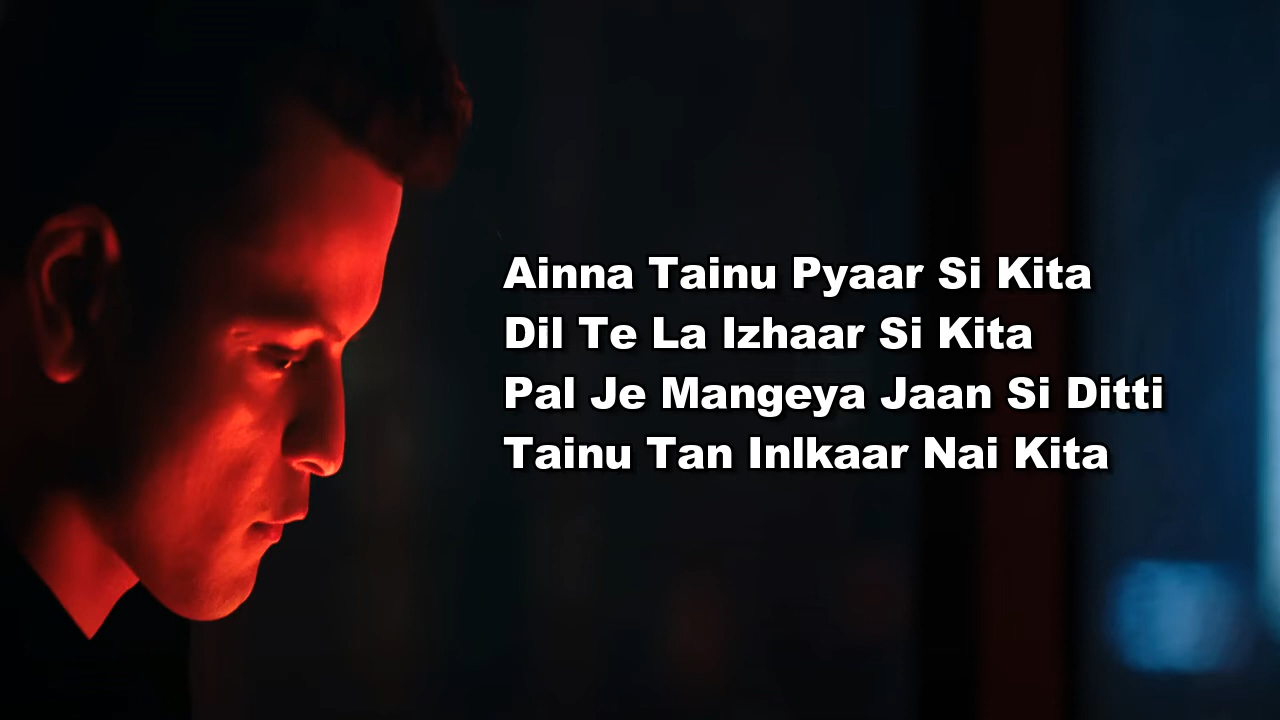 Ainna Tainu Pyaar Si Kita
Dil Te La Izhaar Si Kita
Pal Je Mangeya Jaan Si Ditti
Tainu Tan Inlkaar Nai Kita